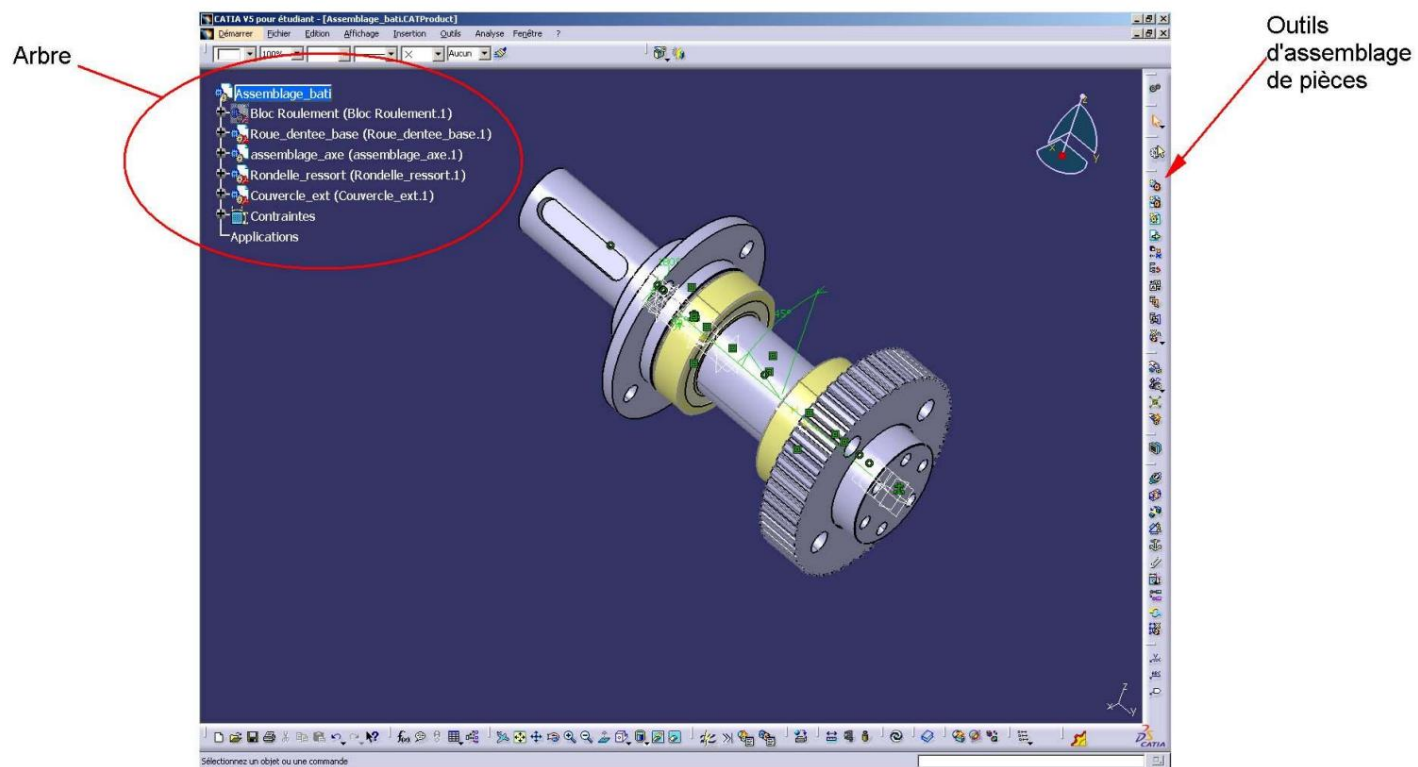 Arbre
Outils
d'assemblage
de pièces
CATIA V5 pour étudiant - [Assemblage_bati.CATProduct]
Démarrer Fichier Edition Affichage Insertion Outils Analyse Fenêtre ?
100% Aucun
Assemblage_bati
Bloc Roulement (Bloc Roulement.1)
Roue_dentee_base (Roue_dentee_base.1)
assemblage_axe (assemblage_axe.1)
Rondelle_ressort (Rondelle_ressort.1)
Couvercle_ext (Couvercle_ext.1)
Contraintes
Applications
z
x
y
45°
z
x
y
CATIA
Sélectionnez un objet ou une commande